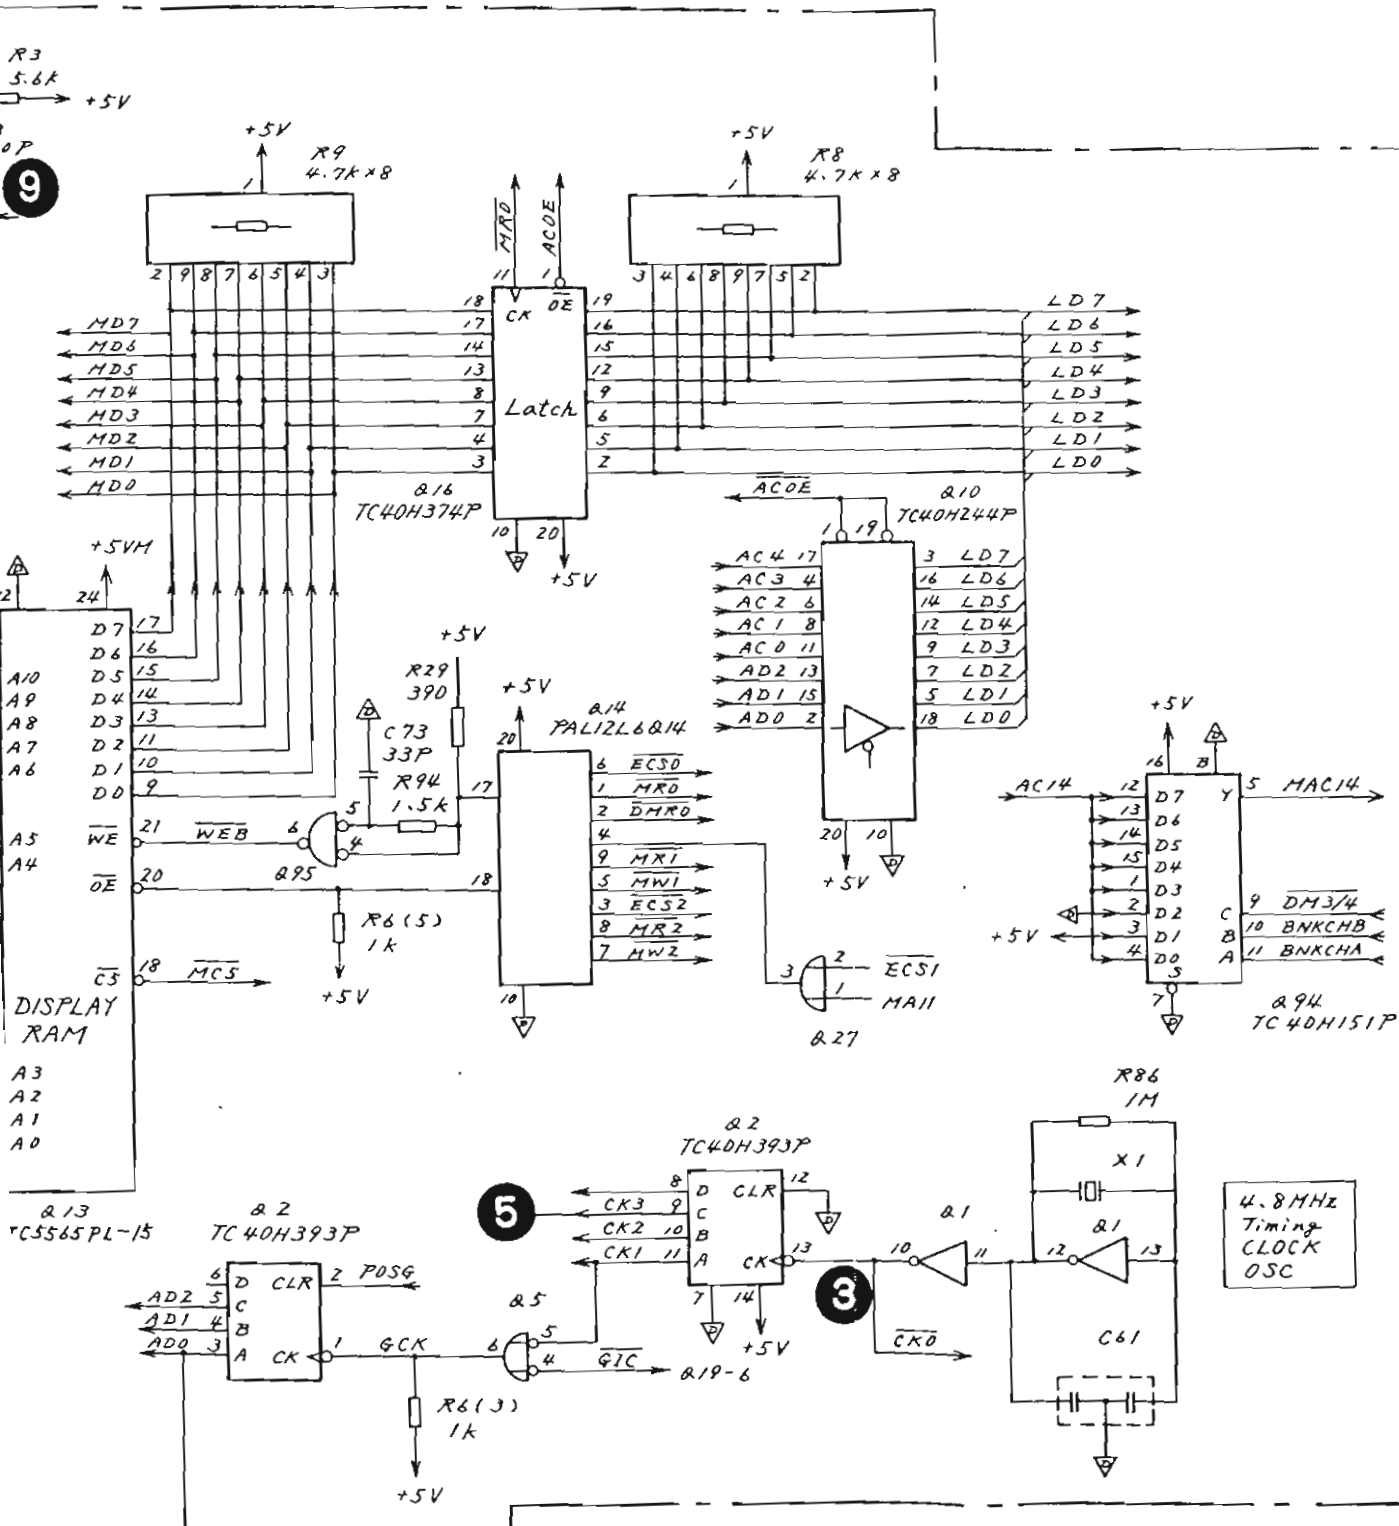 R3
5.6K
+5V
0P
9
+5V
R9
4.7K×8
1
2 9 8 7 6 5 4 3
MRO
ACOE
11
1
CK
OE
+5V
R8
4.7K×8
1
3 4 6 8 9 7 5 2
18
17
14
13
8
7
4
3
Latch
19
16
15
12
9
6
5
2
MD7
MD6
MD5
MD4
MD3
MD2
MD1
MD0
LD7
LD6
LD5
LD4
LD3
LD2
LD1
LD0
Q16
TC40H374P
10
20
+5V
ACOE
Q10
TC40H244P
1
19
AC4 17
AC3 4
AC2 6
AC1 8
AC0 11
AD2 13
AD1 15
AD0 2
3 LD7
16 LD6
14 LD5
12 LD4
9 LD3
7 LD2
5 LD1
18 LD0
20
10
+5V
+5VM
24
D7 17
D6 16
D5 15
D4 14
D3 13
D2 11
D1 10
D0 9
A10
A9
A8
A7
A6
A5
A4
WE 21
WEB
OE 20
CS 18
MCS
DISPLAY
RAM
A3
A2
A1
A0
Q13
TC5565PL-15
+5V
R29
390
C73
33P
R94
1.5k
6
5
4
Q95
R6(5)
1k
+5V
+5V
20
Q14
PAL12L6Q14
17
18
6 ECS0
1 MRO
2 DMRO
4
9 MR1
5 MW1
3 ECS2
8 MR2
7 MW2
10
3
2 ECS1
1 MA11
Q27
+5V
16
8
AC14
12 D7
13 D6
14 D5
15 D4
1 D3
2 D2
3 D1
4 D0
+5V
Y 5 MAC14
C 9 DM3/4
B 10 BNKCHB
A 11 BNKCHA
S
7
Q94
TC40H151P
R86
1M
X1
Q1
12
13
Q1
10
11
C61
4.8MHz
Timing
CLOCK
OSC
Q2
TC40H393P
8 D
CK3 9 C
CK2 10 B
CK1 11 A
CLR 12
CK 13
7
14
+5V
5
3
CK0
Q2
TC40H393P
6 D
AD2 5 C
AD1 4 B
AD0 3 A
CLR 2 POSG
CK 1
GCK
Q5
6
5
4
GIC
Q19-6
R6(3)
1k
+5V